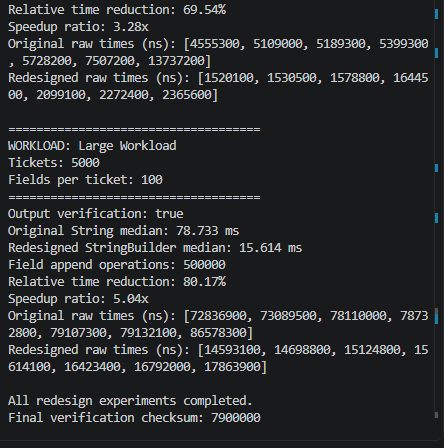 Relative time reduction: 69.54%
Speedup ratio: 3.28x
Original raw times (ns): [4555300, 5109000, 5189300, 5399300
, 5728200, 7507200, 13737200]
Redesigned raw times (ns): [1520100, 1530500, 1578800, 16445
00, 2099100, 2272400, 2365600]

====================================
WORKLOAD: Large Workload
Tickets: 5000
Fields per ticket: 100
====================================
Output verification: true
Original String median: 78.733 ms
Redesigned StringBuilder median: 15.614 ms
Field append operations: 500000
Relative time reduction: 80.17%
Speedup ratio: 5.04x
Original raw times (ns): [72836900, 73089500, 78110000, 7873
2800, 79107300, 79132100, 86578300]
Redesigned raw times (ns): [14593100, 14698800, 15124800, 15
614100, 16423400, 16792000, 17863900]

All redesign experiments completed.
Final verification checksum: 7900000